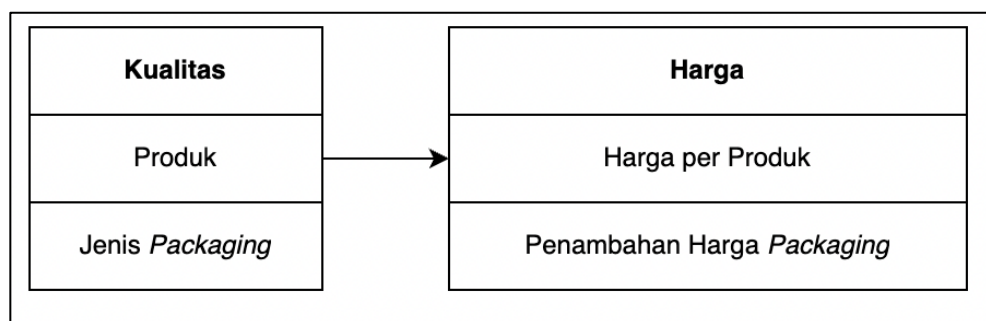 Kualitas
Produk
Jenis Packaging
Harga
Harga per Produk
Penambahan Harga Packaging